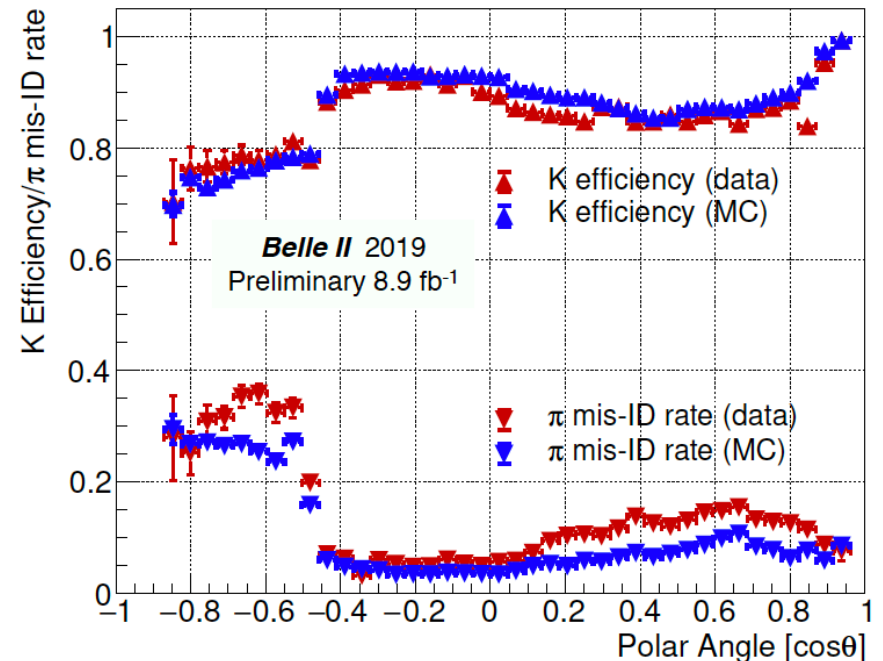 K Efficiency/π mis-ID rate
1
0.8
0.6
0.4
0.2
0
K efficiency (data)
K efficiency (MC)
Belle II 2019
Preliminary 8.9 fb-1
π mis-ID rate (data)
π mis-ID rate (MC)
−1 −0.8 −0.6 −0.4 −0.2 0 0.2 0.4 0.6 0.8 1
Polar Angle [cosθ]